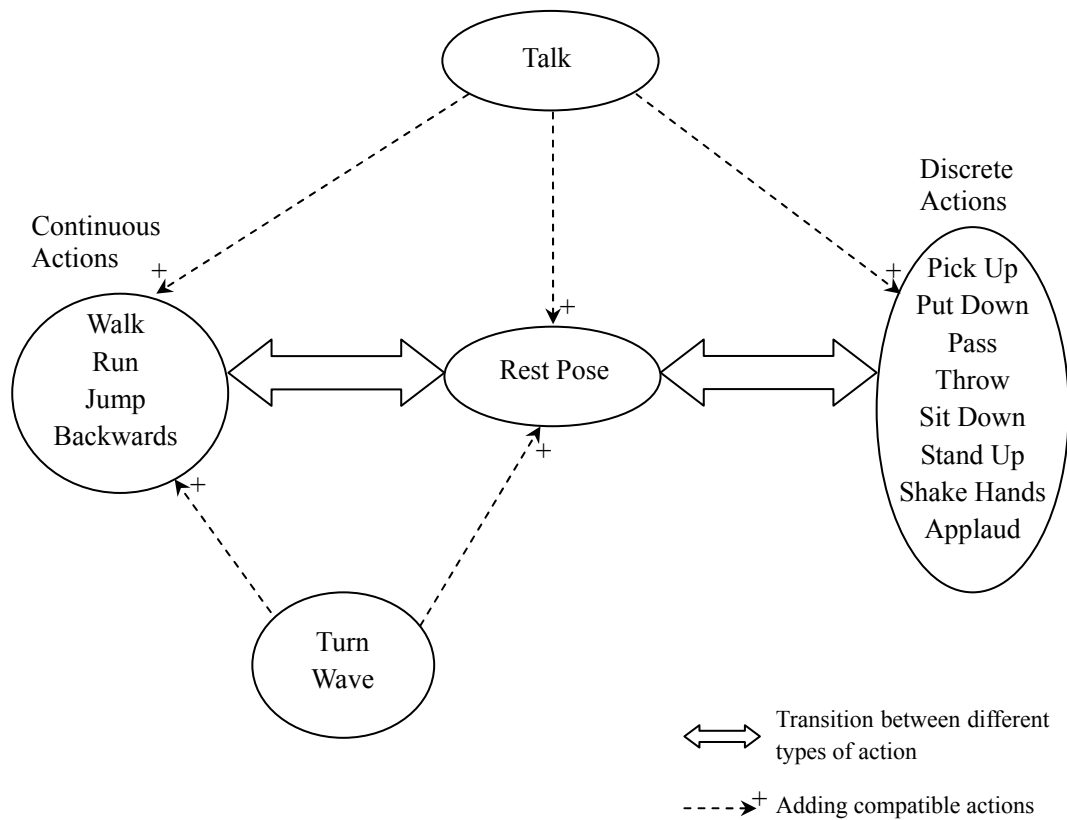 Talk
Discrete
Actions
Continuous
Actions
+
+
+
Pick Up
Put Down
Pass
Throw
Sit Down
Stand Up
Shake Hands
Applaud
Walk
Run
Jump
Backwards
Rest Pose
+
+
Turn
Wave
Transition between different
types of action
+ Adding compatible actions